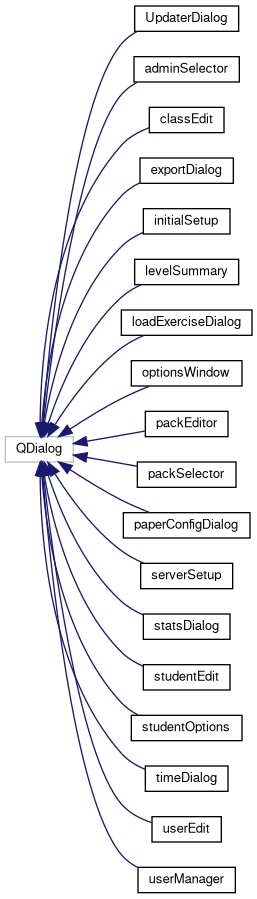 UpdaterDialog
adminSelector
classEdit
exportDialog
initialSetup
levelSummary
loadExerciseDialog
optionsWindow
packEditor
QDialog
packSelector
paperConfigDialog
serverSetup
statsDialog
studentEdit
studentOptions
timeDialog
userEdit
userManager